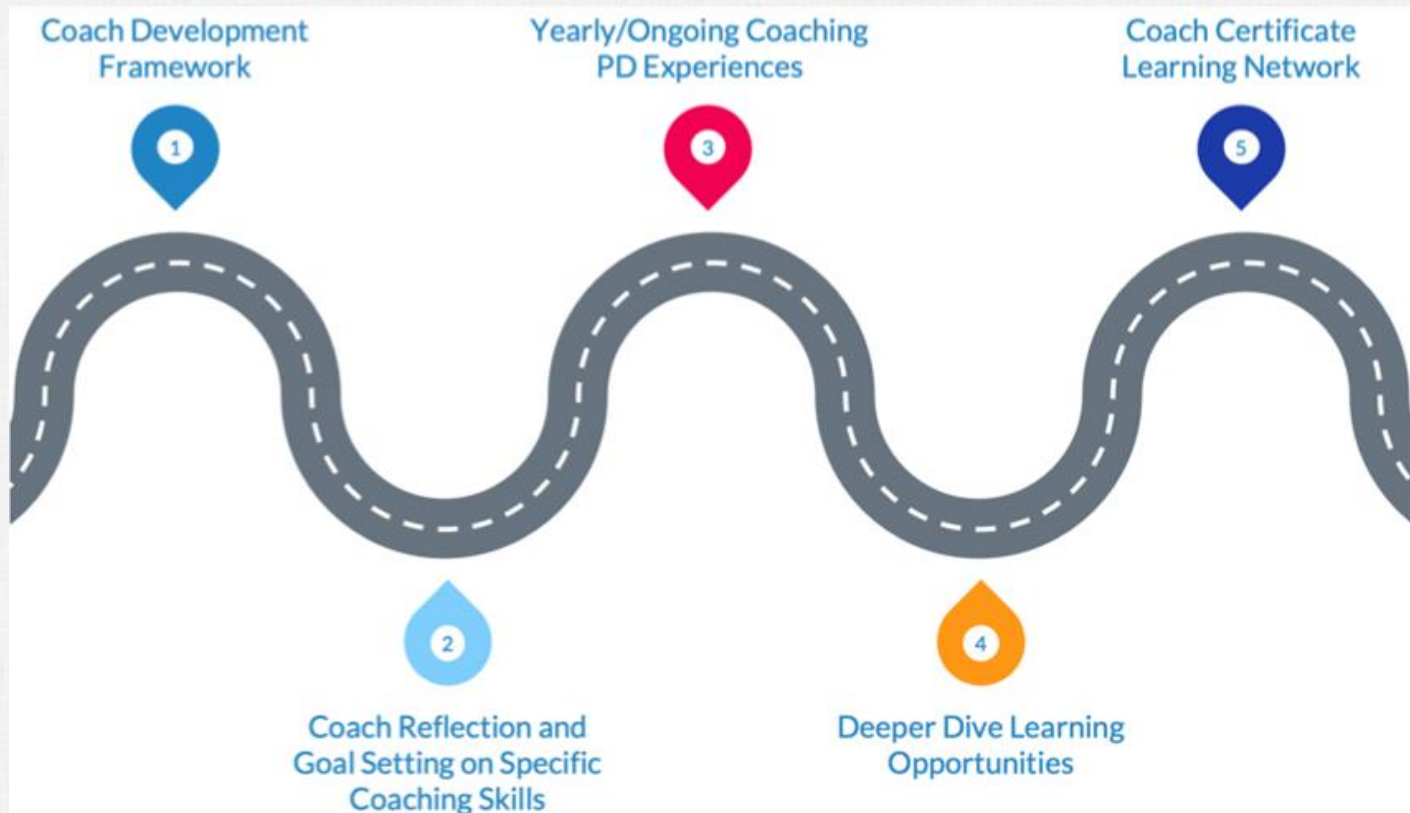 Coach Development
Framework
1
Yearly/Ongoing Coaching
PD Experiences
3
Coach Certificate
Learning Network
5
2
Coach Reflection and
Goal Setting on Specific
Coaching Skills
4
Deeper Dive Learning
Opportunities